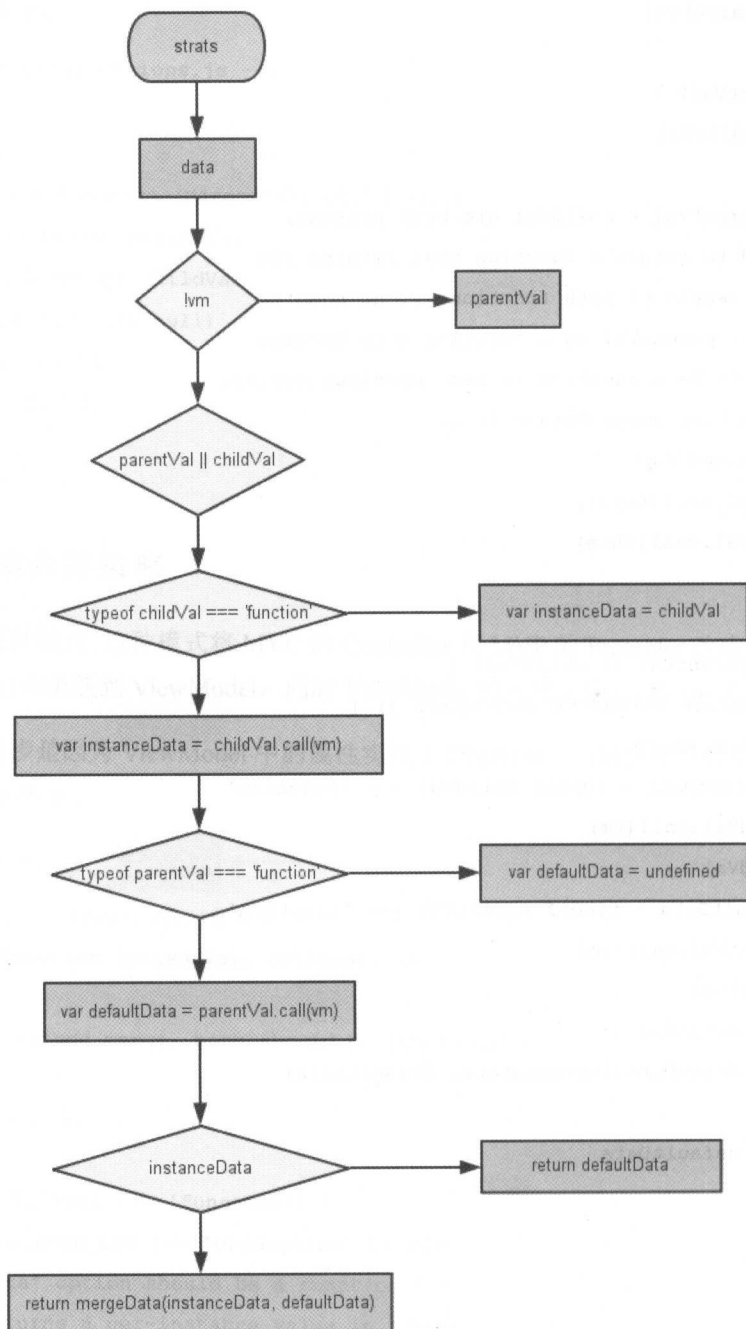 strats
data
!vm
parentVal
parentVal || childVal
typeof childVal === 'function'
var instanceData = childVal
var instanceData = childVal.call(vm)
typeof parentVal === 'function'
var defaultData = undefined
var defaultData = parentVal.call(vm)
instanceData
return defaultData
return mergeData(instanceData, defaultData)